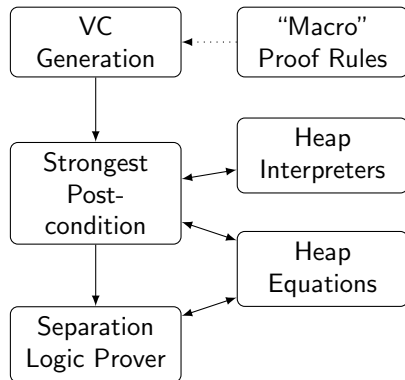 VC
Generation
“Macro”
Proof Rules
Strongest
Post-
condition
Heap
Interpreters
Heap
Equations
Separation
Logic Prover